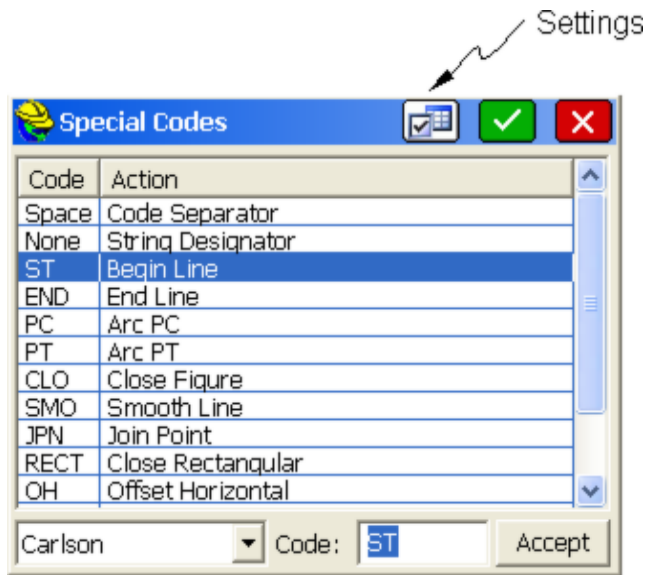 Settings
Special Codes
Code Action
Space Code Separator
None String Designator
ST Begin Line
END End Line
PC Arc PC
PT Arc PT
CLO Close Figure
SMO Smooth Line
JPN Join Point
RECT Close Rectangular
OH Offset Horizontal
Carlson Code: ST Accept